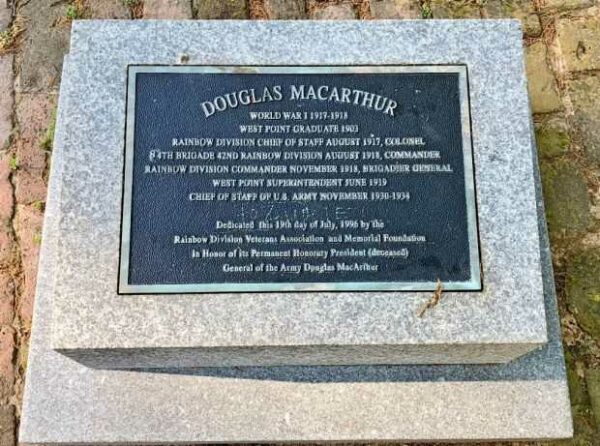 DOUGLAS MACARTHUR
WORLD WAR I 1917-1918
WEST POINT GRADUATE 1903
RAINBOW DIVISION CHIEF OF STAFF AUGUST 1917, COLONEL
84TH BRIGADE 42ND RAINBOW DIVISION AUGUST 1918, COMMANDER
RAINBOW DIVISION COMMANDER NOVEMBER 1918, BRIGADIER GENERAL
WEST POINT SUPERINTENDENT JUNE 1919
CHIEF OF STAFF OF U.S. ARMY NOVEMBER 1930-1934
Dedicated this 19th day of July, 1996 by the
Rainbow Division Veterans Association and Memorial Foundation
in Honor of its Permanent Honorary President (deceased)
General of the Army Douglas MacArthur